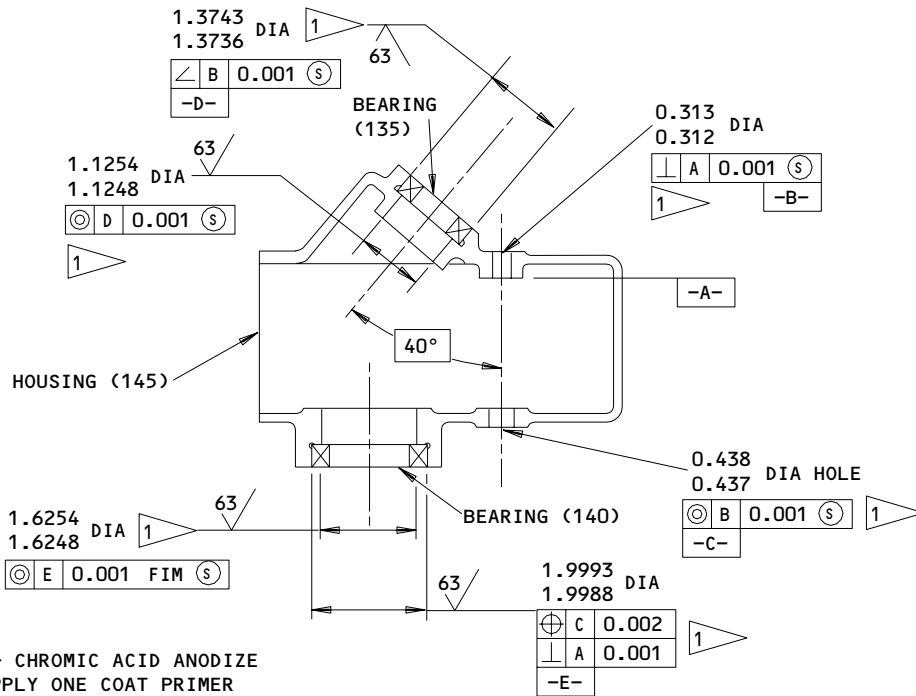 1.3743
1.3736 DIA 1
63
∠ B 0.001 Ⓢ
-D-
BEARING
(135)
0.313
0.312 DIA
⊥ A 0.001 Ⓢ
1 -B-
63
1.1254
1.1248 DIA
◎ D 0.001 Ⓢ
1
-A-
40°
HOUSING (145)
0.438
0.437 DIA HOLE
◎ B 0.001 Ⓢ 1
-C-
BEARING (140)
63
1.6254
1.6248 DIA 1
◎ E 0.001 FIM Ⓢ
63
1.9993
1.9988 DIA
⌖ C 0.002
⊥ A 0.001 1
-E-
CHROMIC ACID ANODIZE
ONE COAT PRIMER